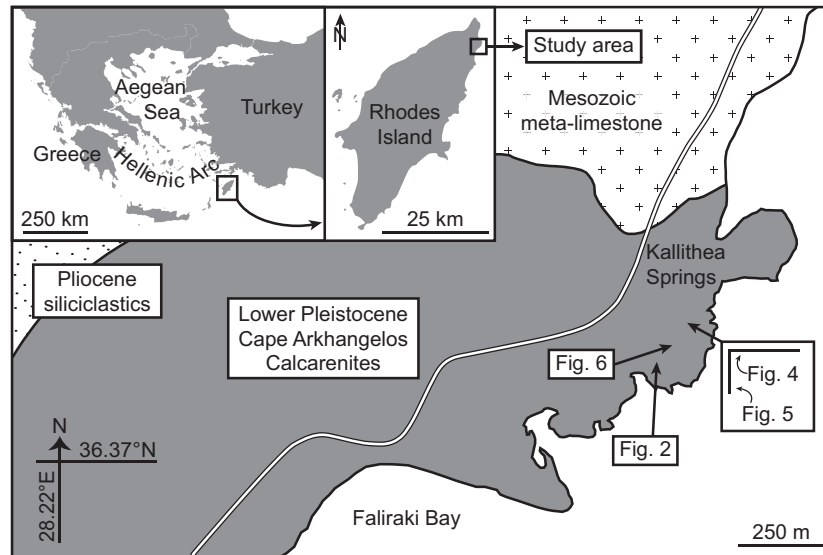 Aegean
Sea
Turkey
Greece
Hellenic Arc
250 km
N
Rhodes
Island
25 km
Study area
Mesozoic
meta-limestone
Kallithea
Springs
Pliocene
siliciclastics
Lower Pleistocene
Cape Arkhangelos
Calcarenites
Fig. 6
Fig. 4
Fig. 5
Fig. 2
N
36.37°N
28.22°E
Faliraki Bay
250 m